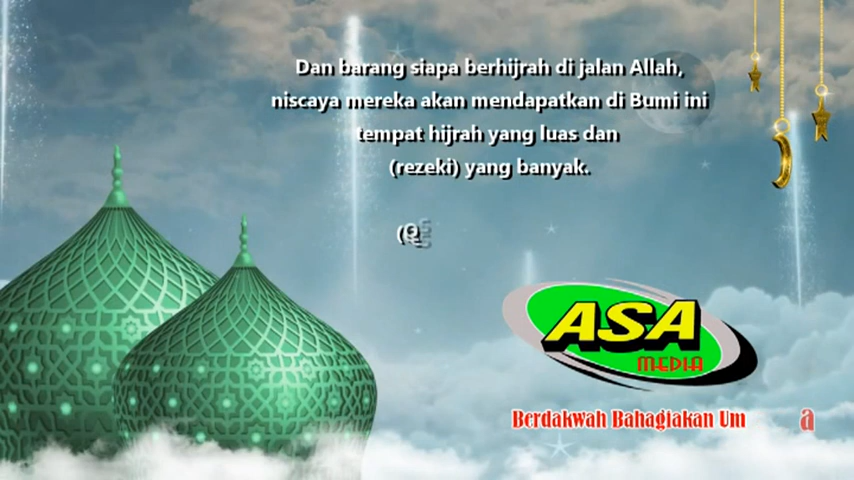 Dan barang siapa berhijrah di jalan Allah,
niscaya mereka akan mendapatkan di Bumi ini
tempat hijrah yang luas dan
(rezeki) yang banyak.
(Q
ASA
MEDIA
Berdakwah Bahagiakan Um a